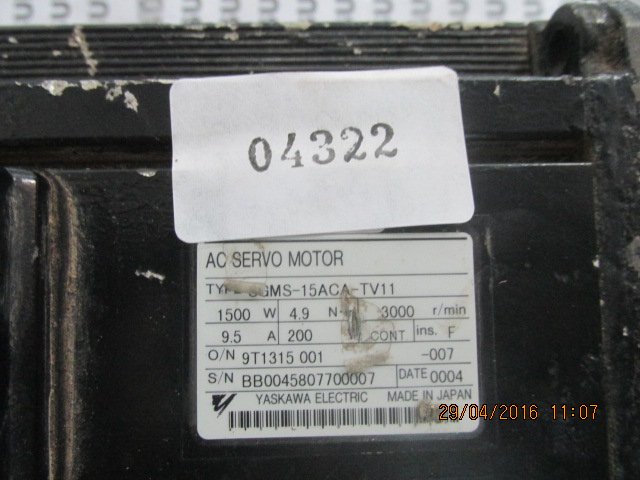 04322
AC SERVO MOTOR
TYPE SGMS-15ACA-TV11
1500 W 4.9 N 3000 r/min
9.5 A 200 CONT ins. F
O/N 9T1315 001 -007
S/N BB0045807700007 DATE 0004
YASKAWA ELECTRIC MADE IN JAPAN
29/04/2016 11:07